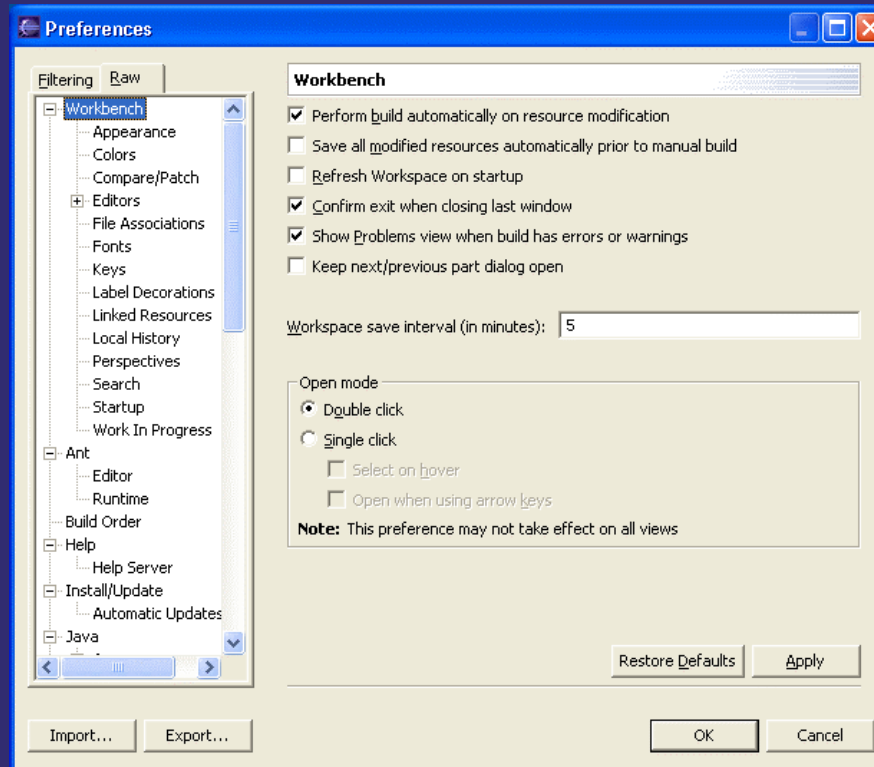 Preferences
Filtering Raw
Workbench
Appearance
Colors
Compare/Patch
Editors
File Associations
Fonts
Keys
Label Decorations
Linked Resources
Local History
Perspectives
Search
Startup
Work In Progress
Ant
Editor
Runtime
Build Order
Help
Help Server
Install/Update
Automatic Updates
Java
Workbench
Perform build automatically on resource modification
Save all modified resources automatically prior to manual build
Refresh Workspace on startup
Confirm exit when closing last window
Show Problems view when build has errors or warnings
Keep next/previous part dialog open
Workspace save interval (in minutes): 5
Open mode
Double click
Single click
Select on hover
Open when using arrow keys
Note: This preference may not take effect on all views
Restore Defaults Apply
Import... Export... OK Cancel